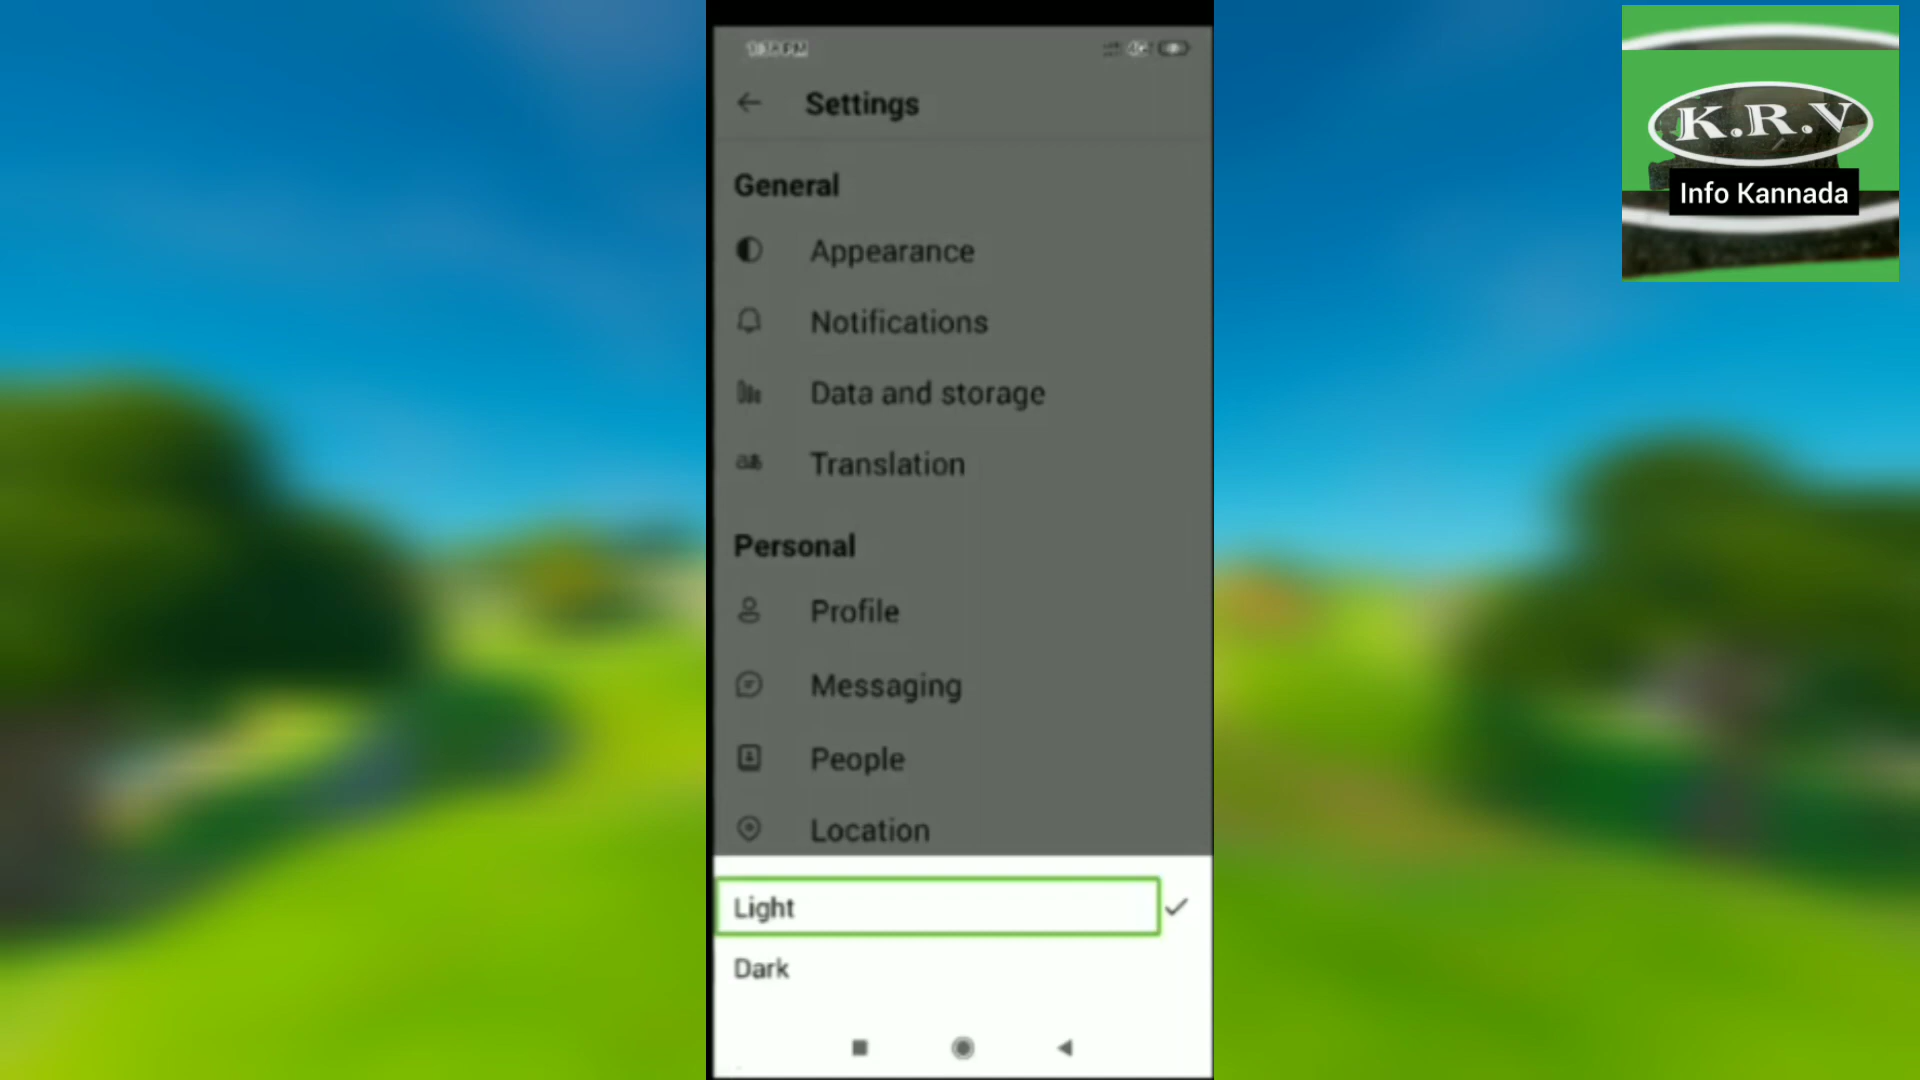 Settings
General
Appearance
Notifications
Data and storage
Translation
Personal
Profile
Messaging
People
Location
Light
Dark
K.R.V
Info Kannada